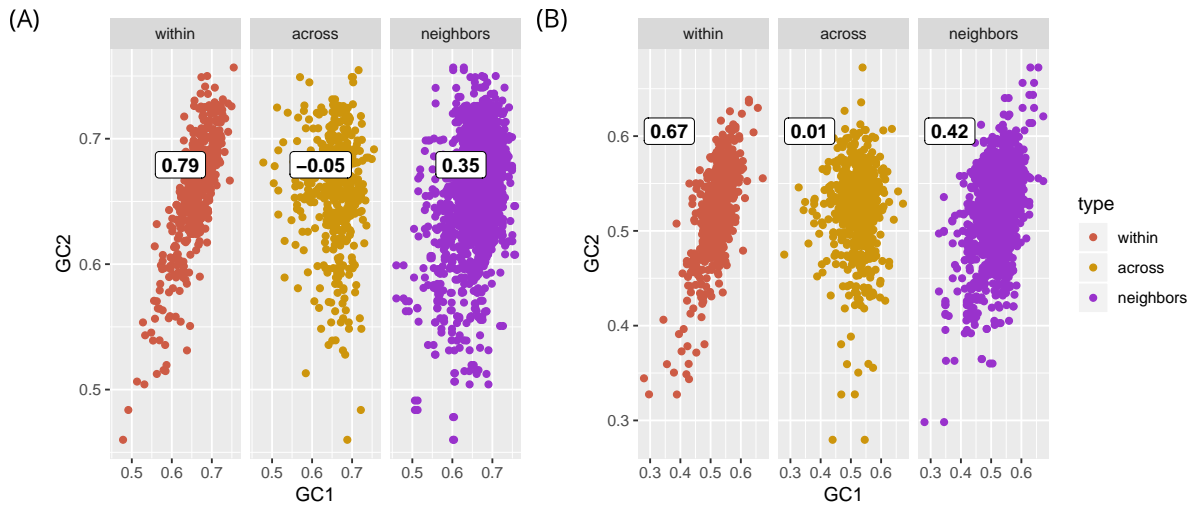 (A)
within across neighbors
0.79 −0.05 0.35
0.7
0.6
0.5
GC2
0.5 0.6 0.7 0.5 0.6 0.7 0.5 0.6 0.7
GC1
(B)
within across neighbors
0.67 0.01 0.42
0.6
0.5
0.4
0.3
GC2
0.3 0.4 0.5 0.6 0.3 0.4 0.5 0.6 0.3 0.4 0.5 0.6
GC1
type
within
across
neighbors